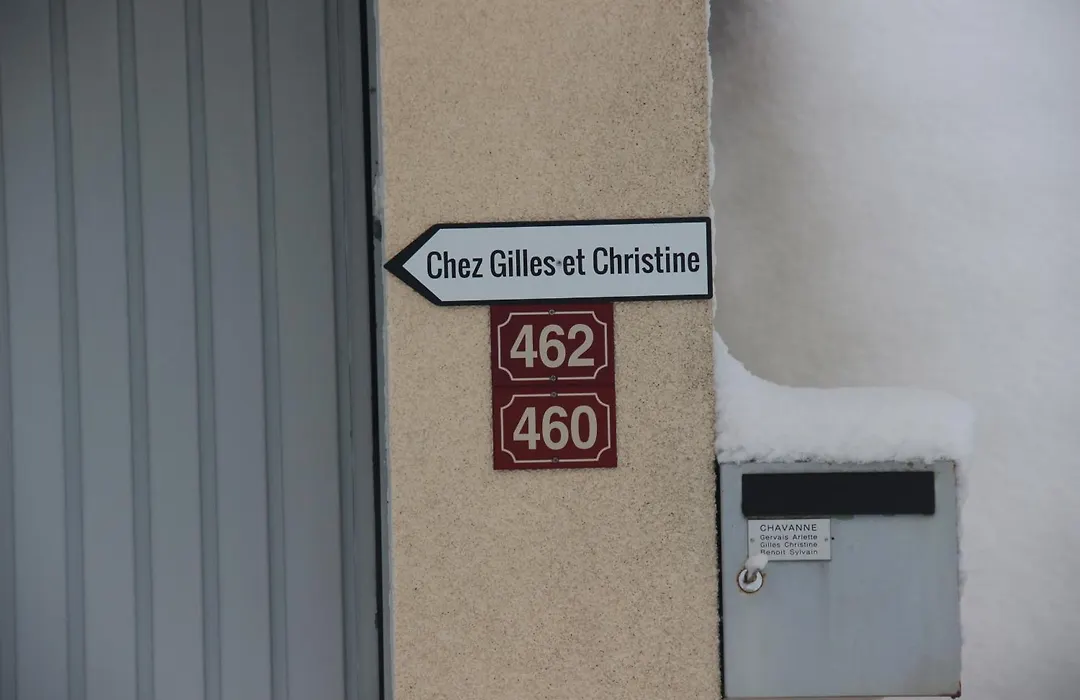 Chez Gilles et Christine
462
460
CHAVANNE
Gervais Arlette
Gilles Christine
Benoit Sylvain